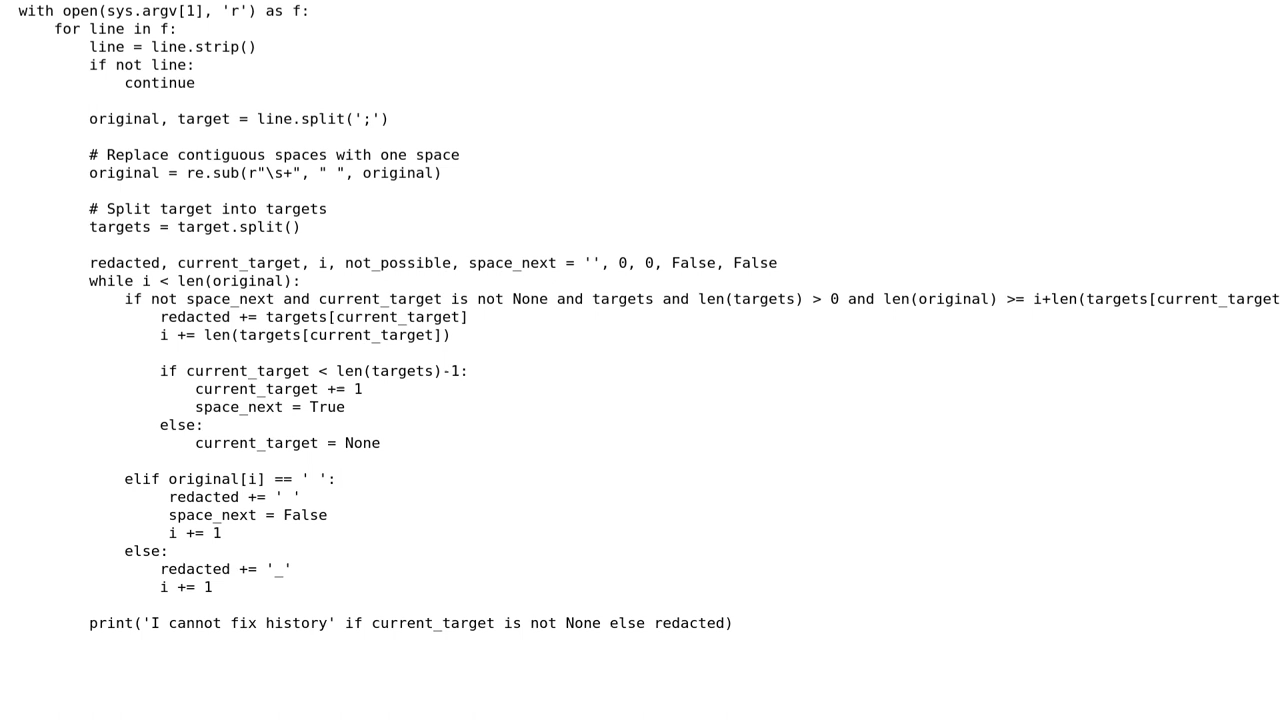 with open(sys.argv[1], 'r') as f:
    for line in f:
        line = line.strip()
        if not line:
            continue

        original, target = line.split(';')

        # Replace contiguous spaces with one space
        original = re.sub(r"\s+", " ", original)

        # Split target into targets
        targets = target.split()

        redacted, current_target, i, not_possible, space_next = '', 0, 0, False, False
        while i < len(original):
            if not space_next and current_target is not None and targets and len(targets) > 0 and len(original) >= i+len(targets[current_target
                redacted += targets[current_target]
                i += len(targets[current_target])

                if current_target < len(targets)-1:
                    current_target += 1
                    space_next = True
                else:
                    current_target = None

            elif original[i] == ' ':
                 redacted += ' '
                 space_next = False
                 i += 1
            else:
                redacted += '_'
                i += 1

        print('I cannot fix history' if current_target is not None else redacted)